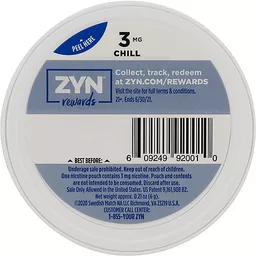 PEEL HERE
3 MG
CHILL
ZYN
rewards
Collect, track, redeem
at ZYN.COM/REWARDS
Visit the site for full terms & conditions.
21+. Ends 6/30/21.
6 09249 92001 0
BEST BEFORE:
Underage sale prohibited. Keep out of reach of children.
One nicotine pouch contains 3 mg nicotine. Pouch and contents
are not intended to be consumed. Discard after use.
Sale Only Allowed in the United States. US Patent 9,161,908 B2.
Net weight approx. 0.21 oz (6 g).
©2020 Swedish Match NA LLC Richmond, VA 23219 U.S.
CUSTOMER CALL CENTER:
1-855-YOUR ZYN